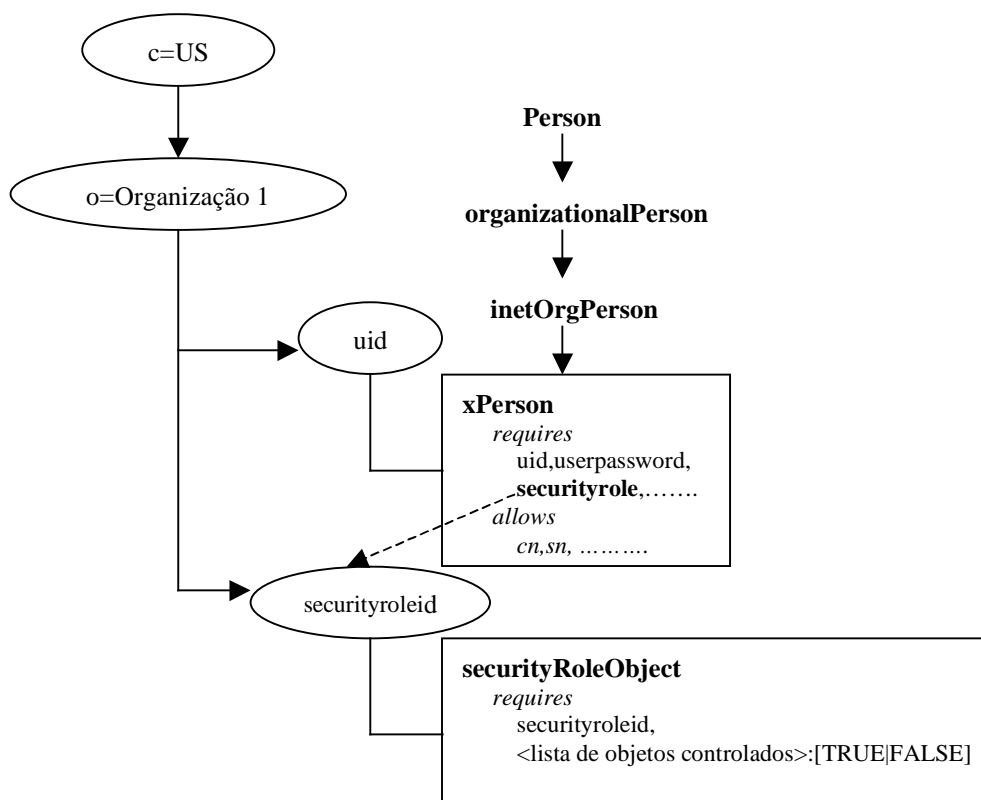 c=US
Person
o=Organização 1
organizationalPerson
inetOrgPerson
uid
xPerson
requires
uid,userpassword,
securityrole,…….
allows
cn,sn, ……….
securityroleid
securityRoleObject
requires
securityroleid,
<lista de objetos controlados>:[TRUE|FALSE]